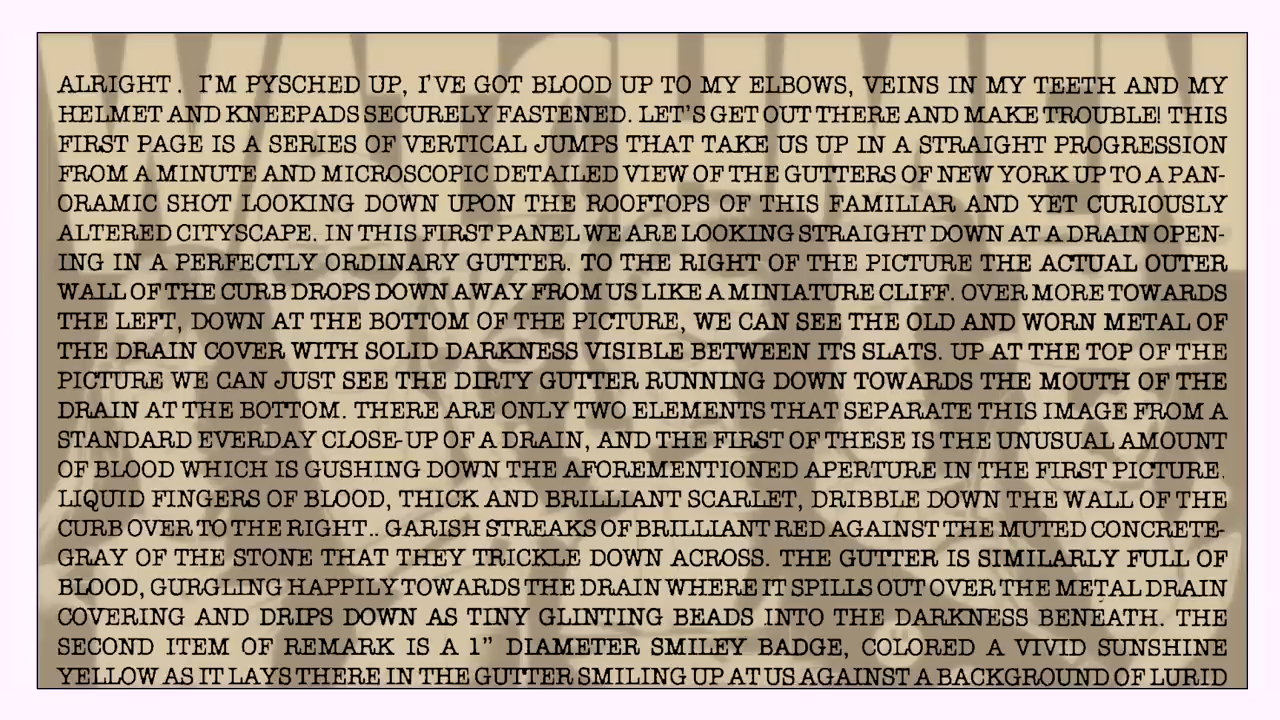 ALRIGHT. I'M PYSCHED UP, I'VE GOT BLOOD UP TO MY ELBOWS, VEINS IN MY TEETH AND MY
HELMET AND KNEEPADS SECURELY FASTENED. LET'S GET OUT THERE AND MAKE TROUBLE! THIS
FIRST PAGE IS A SERIES OF VERTICAL JUMPS THAT TAKE US UP IN A STRAIGHT PROGRESSION
FROM A MINUTE AND MICROSCOPIC DETAILED VIEW OF THE GUTTERS OF NEW YORK UP TO A PAN-
ORAMIC SHOT LOOKING DOWN UPON THE ROOFTOPS OF THIS FAMILIAR AND YET CURIOUSLY
ALTERED CITYSCAPE. IN THIS FIRST PANEL WE ARE LOOKING STRAIGHT DOWN AT A DRAIN OPEN-
ING IN A PERFECTLY ORDINARY GUTTER. TO THE RIGHT OF THE PICTURE THE ACTUAL OUTER
WALL OF THE CURB DROPS DOWN AWAY FROM US LIKE A MINIATURE CLIFF. OVER MORE TOWARDS
THE LEFT, DOWN AT THE BOTTOM OF THE PICTURE, WE CAN SEE THE OLD AND WORN METAL OF
THE DRAIN COVER WITH SOLID DARKNESS VISIBLE BETWEEN ITS SLATS. UP AT THE TOP OF THE
PICTURE WE CAN JUST SEE THE DIRTY GUTTER RUNNING DOWN TOWARDS THE MOUTH OF THE
DRAIN AT THE BOTTOM. THERE ARE ONLY TWO ELEMENTS THAT SEPARATE THIS IMAGE FROM A
STANDARD EVERDAY CLOSE-UP OF A DRAIN, AND THE FIRST OF THESE IS THE UNUSUAL AMOUNT
OF BLOOD WHICH IS GUSHING DOWN THE AFOREMENTIONED APERTURE IN THE FIRST PICTURE.
LIQUID FINGERS OF BLOOD, THICK AND BRILLIANT SCARLET, DRIBBLE DOWN THE WALL OF THE
CURB OVER TO THE RIGHT.. GARISH STREAKS OF BRILLIANT RED AGAINST THE MUTED CONCRETE-
GRAY OF THE STONE THAT THEY TRICKLE DOWN ACROSS. THE GUTTER IS SIMILARLY FULL OF
BLOOD, GURGLING HAPPILY TOWARDS THE DRAIN WHERE IT SPILLS OUT OVER THE METAL DRAIN
COVERING AND DRIPS DOWN AS TINY GLINTING BEADS INTO THE DARKNESS BENEATH. THE
SECOND ITEM OF REMARK IS A 1" DIAMETER SMILEY BADGE, COLORED A VIVID SUNSHINE
YELLOW AS IT LAYS THERE IN THE GUTTER SMILING UP AT US AGAINST A BACKGROUND OF LURID